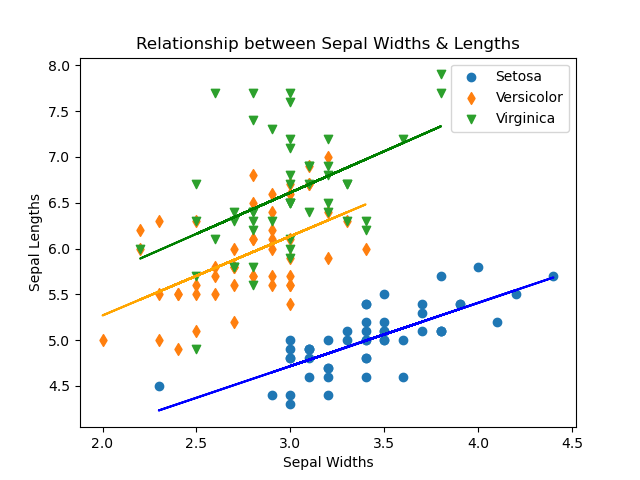 Relationship between Sepal Widths & Lengths
Setosa
Versicolor
Virginica
Sepal Lengths
8.0
7.5
7.0
6.5
6.0
5.5
5.0
4.5
2.0 2.5 3.0 3.5 4.0 4.5
Sepal Widths